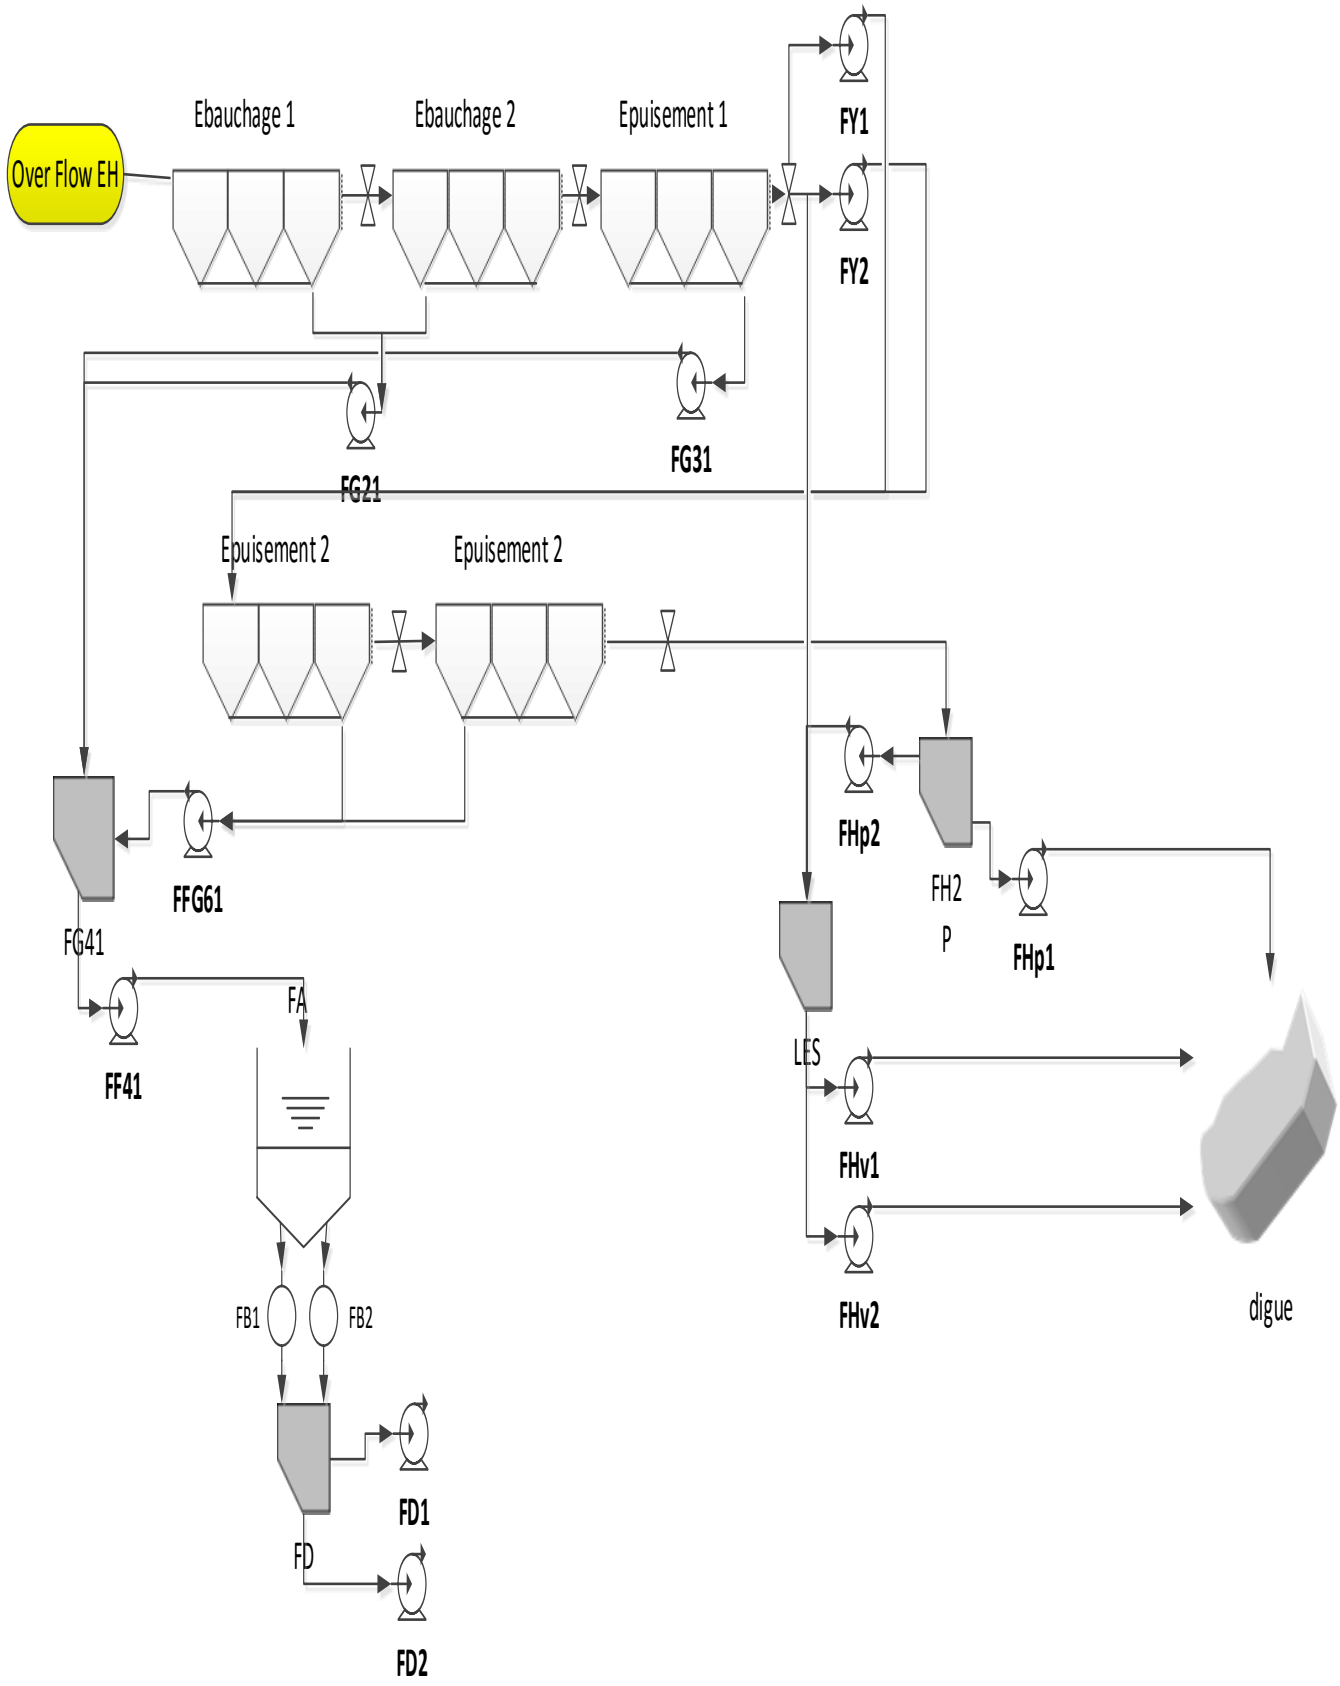 Ebauchage 1
Ebauchage 2
Epuisement 1
FY1
Over Flow EH
FY2
FG31
FG21
Epuisement 2
Epuisement 2
FHp2
FH2
P
FFG61
FG41
FHp1
FA
LES
FF41
FHv1
FHv2
digue
FB1
FB2
FD1
FD
FD2